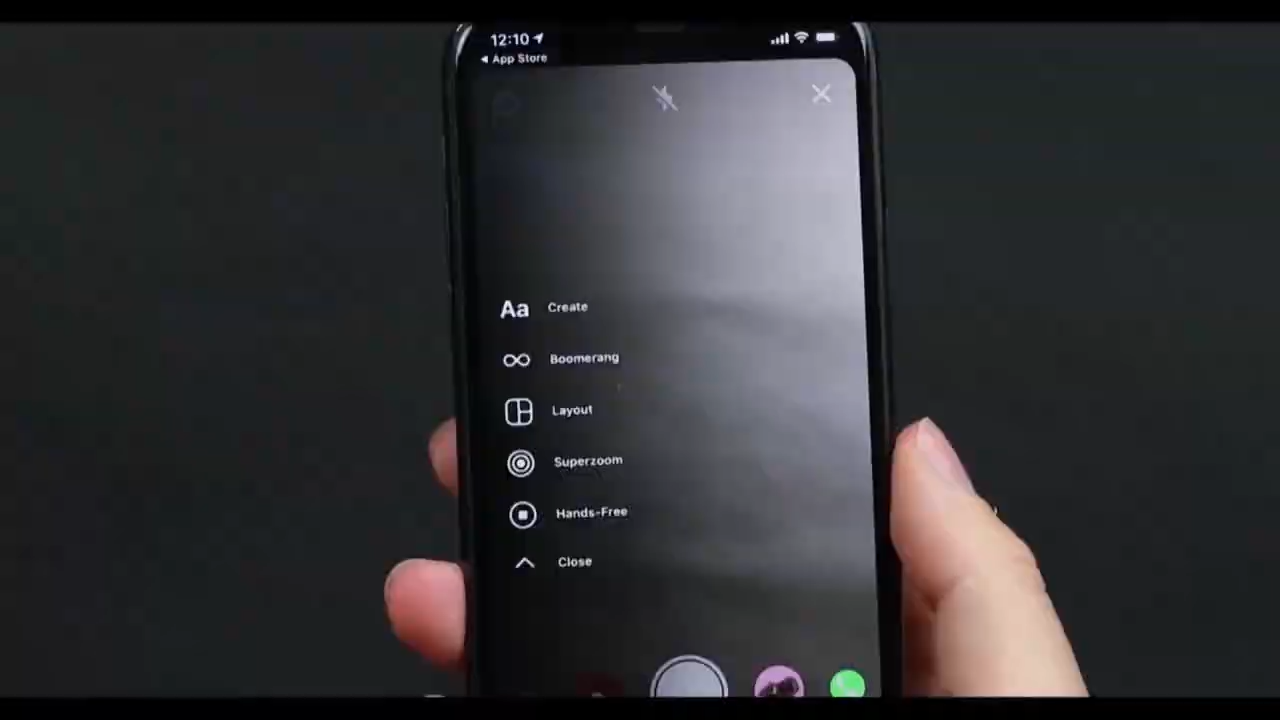 12:10
App Store
Aa Create
Boomerang
Layout
Superzoom
Hands-Free
Close